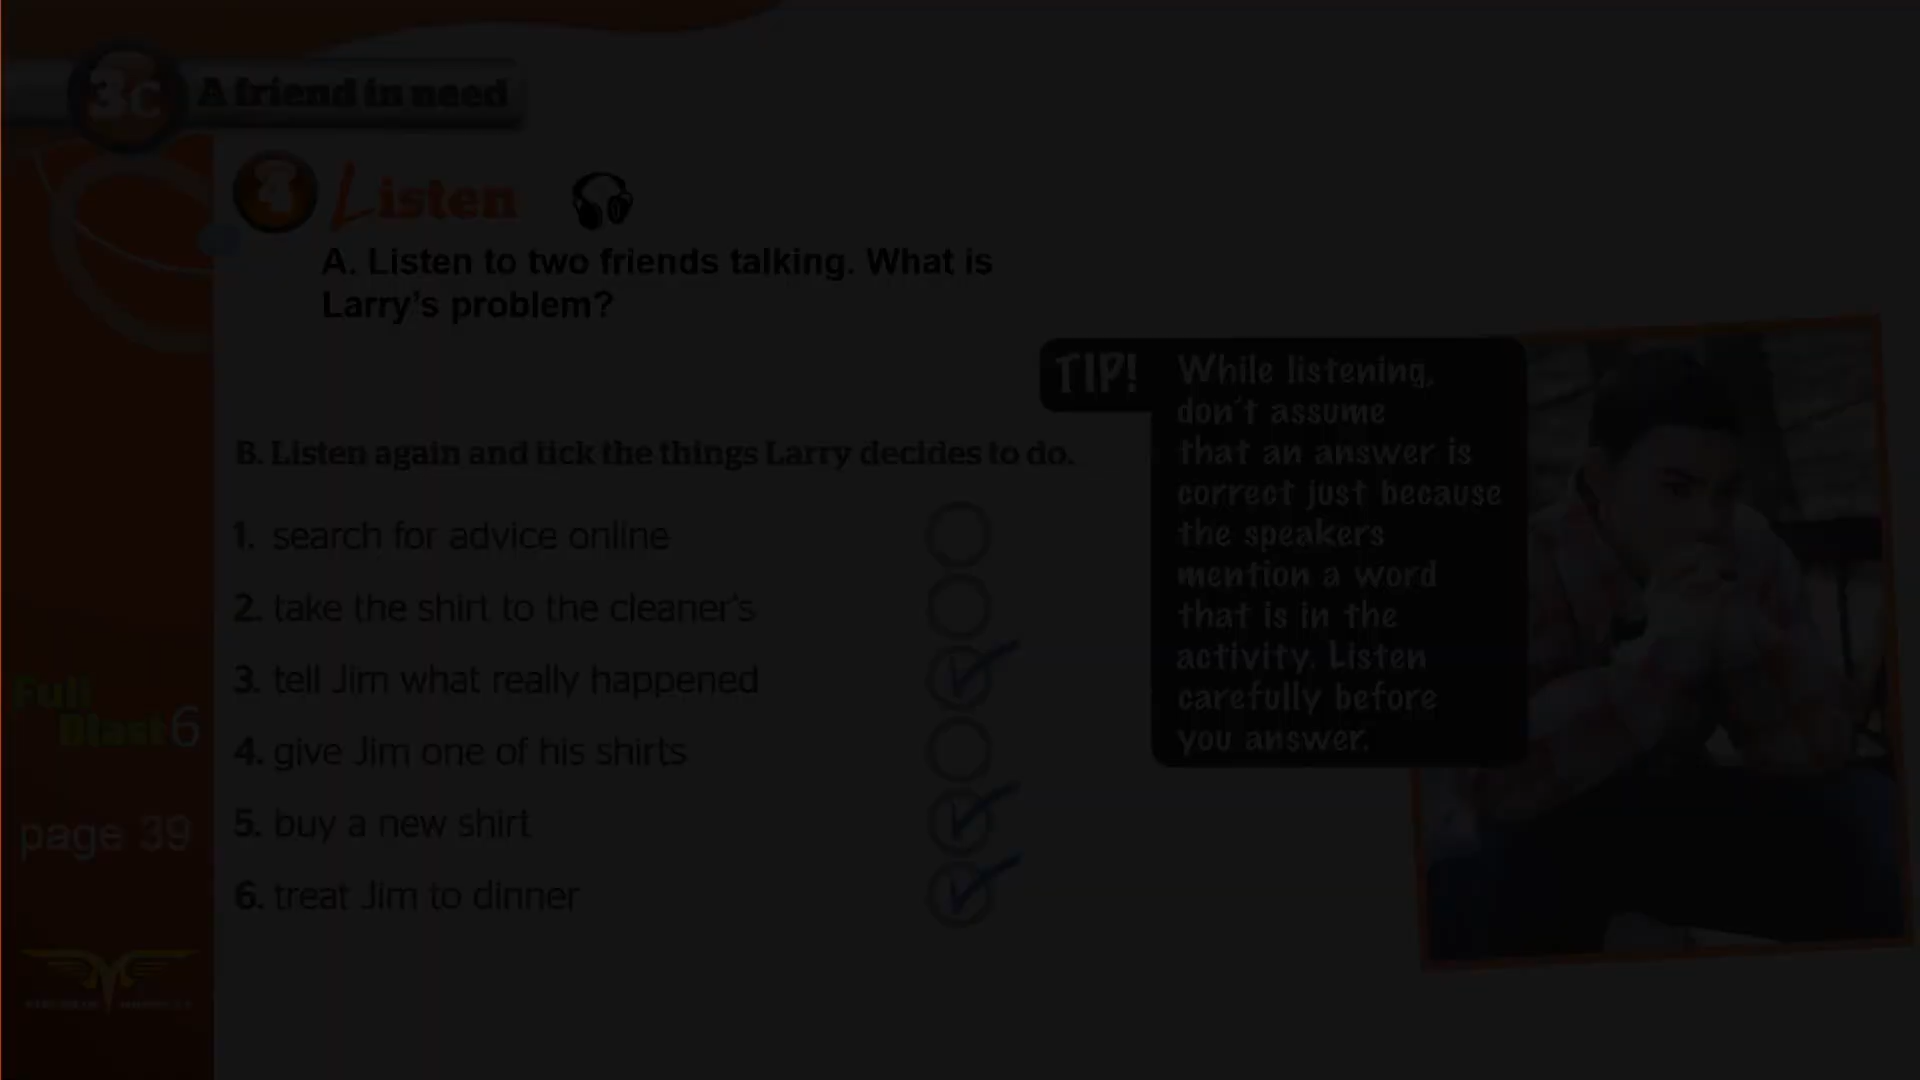 3c A friend in need
4 Listen
A. Listen to two friends talking. What is
Larry's problem?
TIP! While listening,
don't assume
that an answer is
correct just because
the speakers
mention a word
that is in the
activity. Listen
carefully before
you answer.
B. Listen again and tick the things Larry decides to do.
1. search for advice online
2. take the shirt to the cleaner's
3. tell Jim what really happened
4. give Jim one of his shirts
5. buy a new shirt
6. treat Jim to dinner
Full
Blast 6
page 39